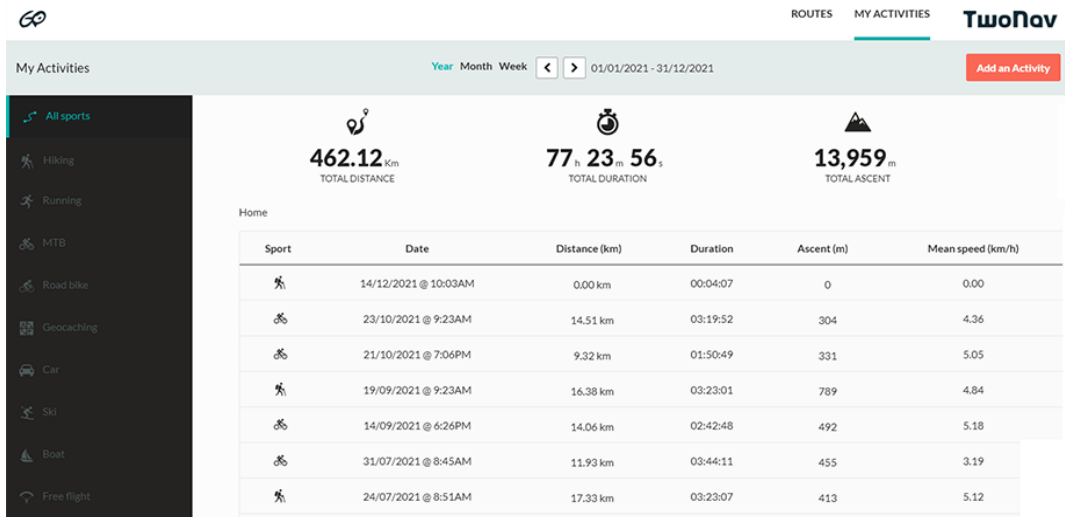 GO
ROUTES MY ACTIVITIES TwoNav
My Activities Year Month Week < > 01/01/2021 - 31/12/2021 Add an Activity
All sports
Hiking
Running
MTB
Road bike
Geocaching
Car
Ski
Boat
Free flight
462.12 Km 77 h 23 m 56 s 13,959 m
TOTAL DISTANCE TOTAL DURATION TOTAL ASCENT
Home
Sport Date Distance (km) Duration Ascent (m) Mean speed (km/h)
14/12/2021 @ 10:03AM 0.00 km 00:04:07 0 0.00
23/10/2021 @ 9:23AM 14.51 km 03:19:52 304 4.36
21/10/2021 @ 7:06PM 9.32 km 01:50:49 331 5.05
19/09/2021 @ 9:23AM 16.38 km 03:23:01 789 4.84
14/09/2021 @ 6:26PM 14.06 km 02:42:48 492 5.18
31/07/2021 @ 8:45AM 11.93 km 03:44:11 455 3.19
24/07/2021 @ 8:51AM 17.33 km 03:23:07 413 5.12